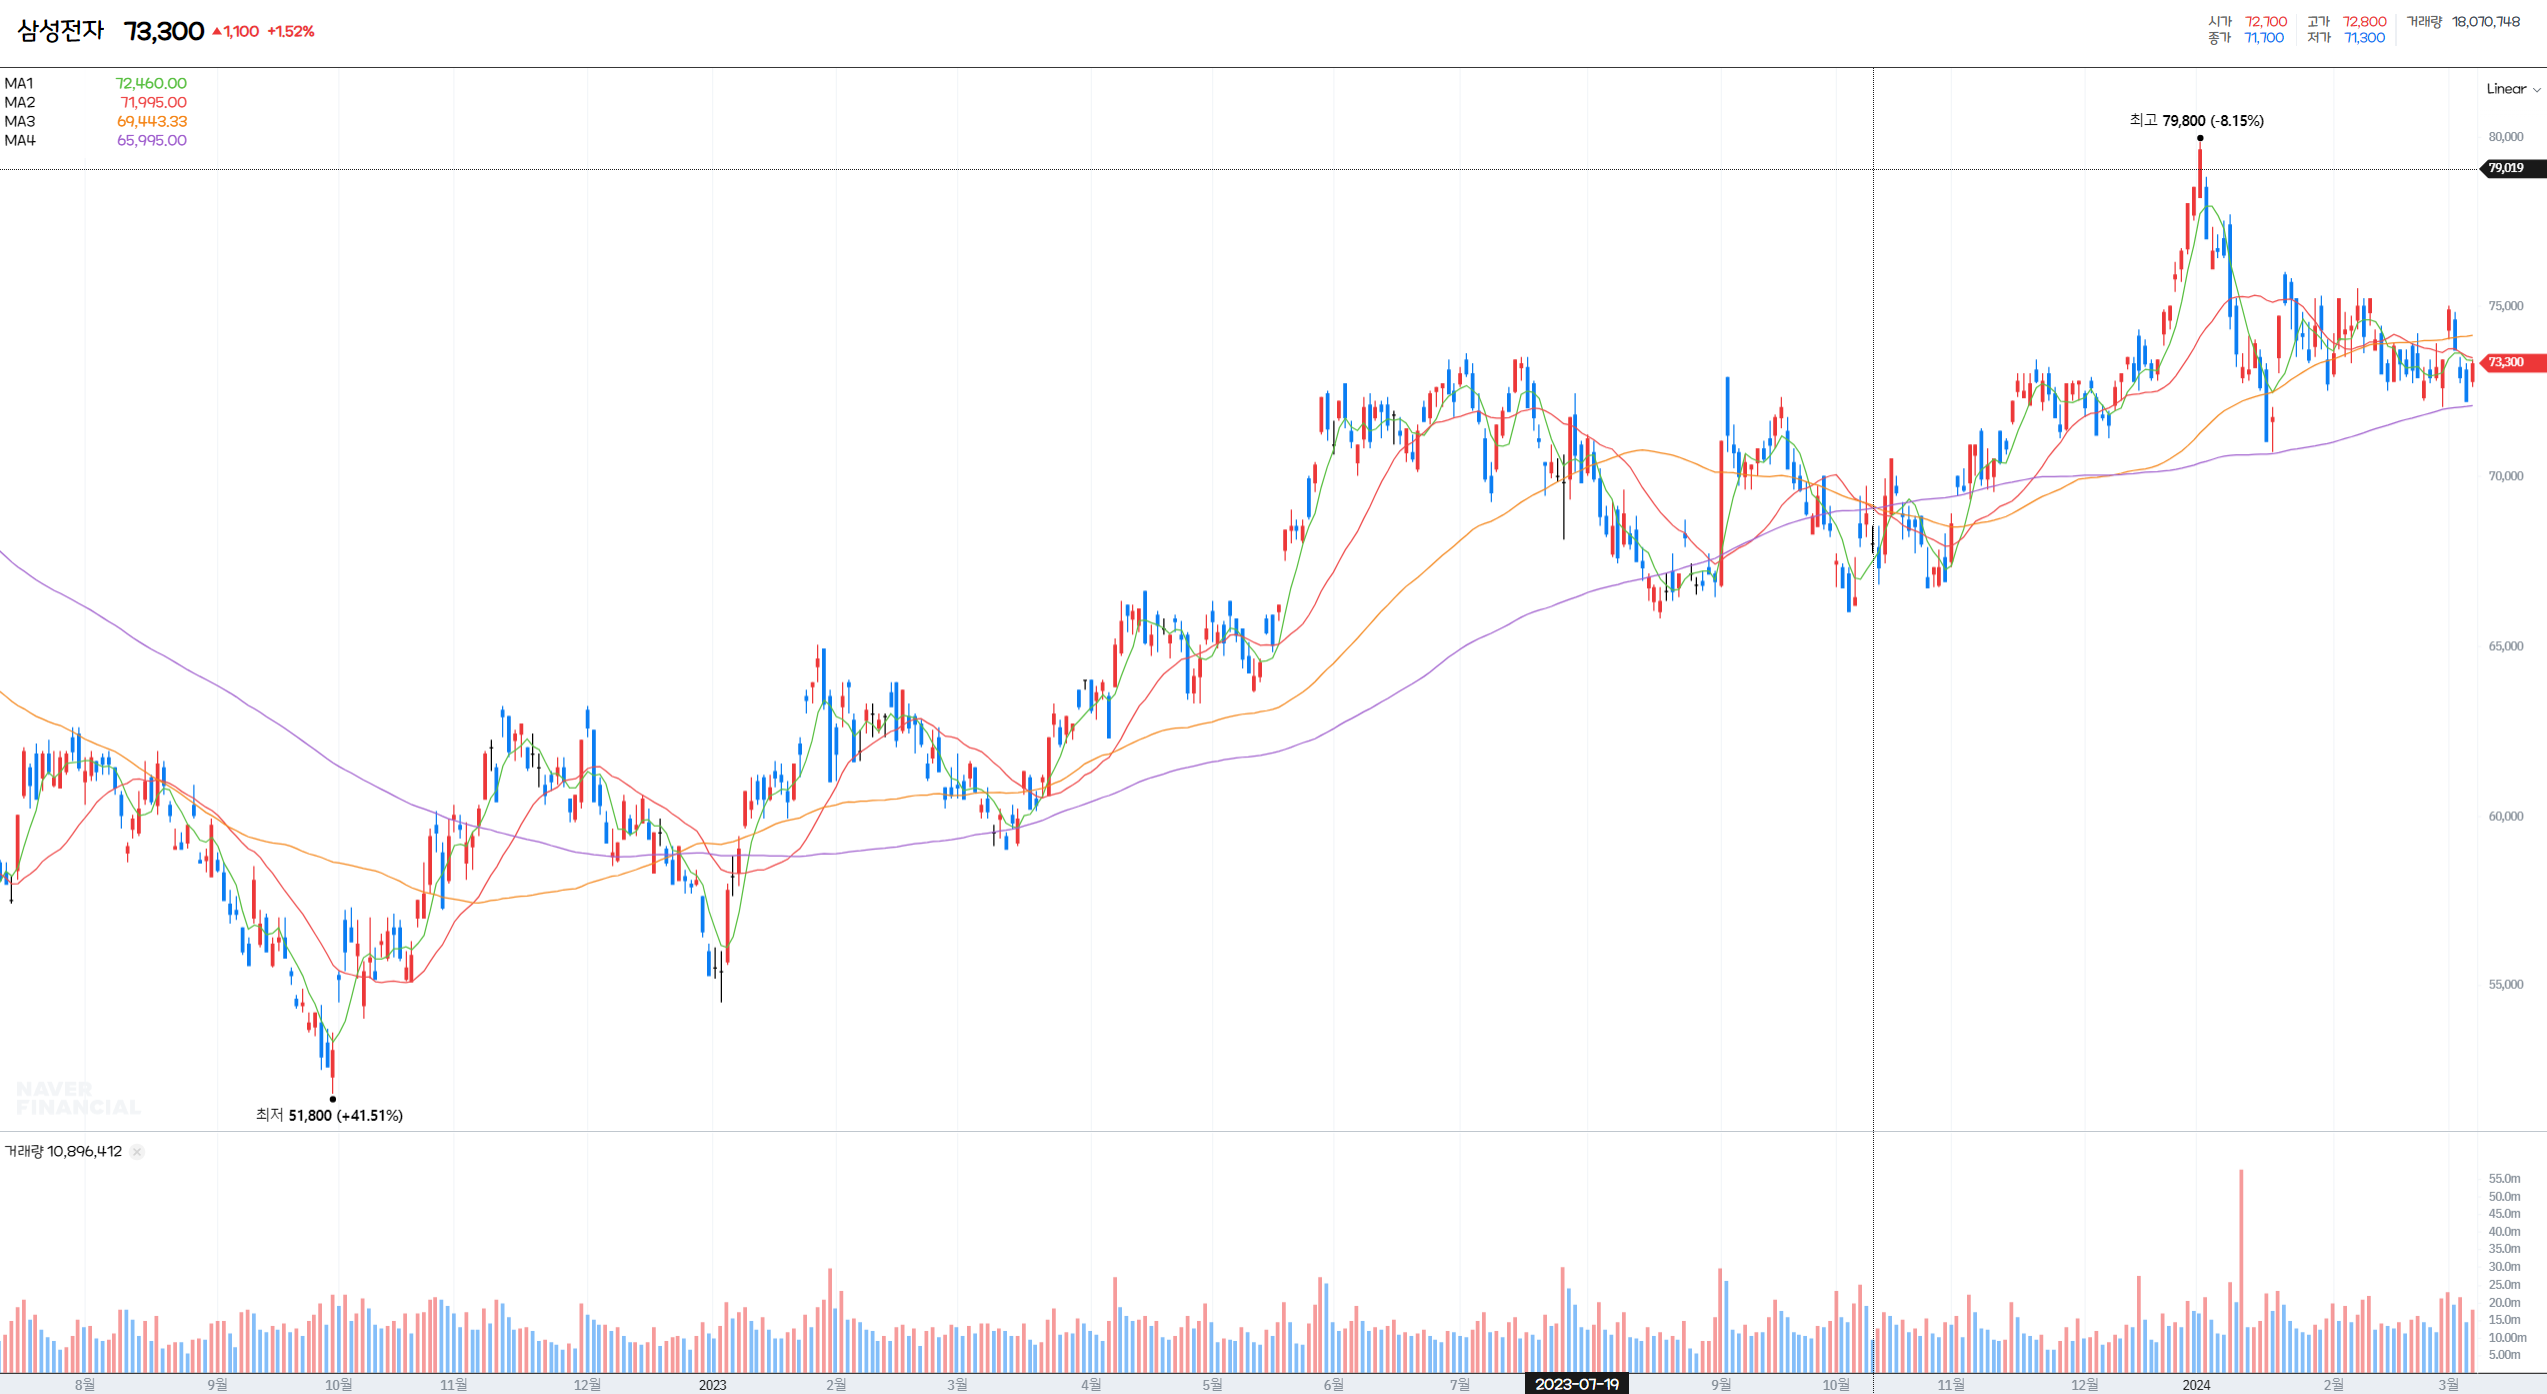 삼성전자 73,300 ▲1,100 +1.52%
시가 72,700 고가 72,800 거래량 18,070,748
종가 71,700 저가 71,300
MA1 72,460.00
MA2 71,995.00
MA3 69,443.33
MA4 65,995.00
Linear
최고 79,800 (-8.15%)
80,000
79,019
75,000
73,300
70,000
65,000
60,000
55,000
NAVER
FINANCIAL
최저 51,800 (+41.51%)
거래량 10,896,412
55.0m
50.0m
45.0m
40.0m
35.0m
30.0m
25.0m
20.0m
15.0m
10.00m
5.00m
8월 9월 10월 11월 12월 2023 2월 3월 4월 5월 6월 7월 2023-07-19 9월 10월 11월 12월 2024 2월 3월